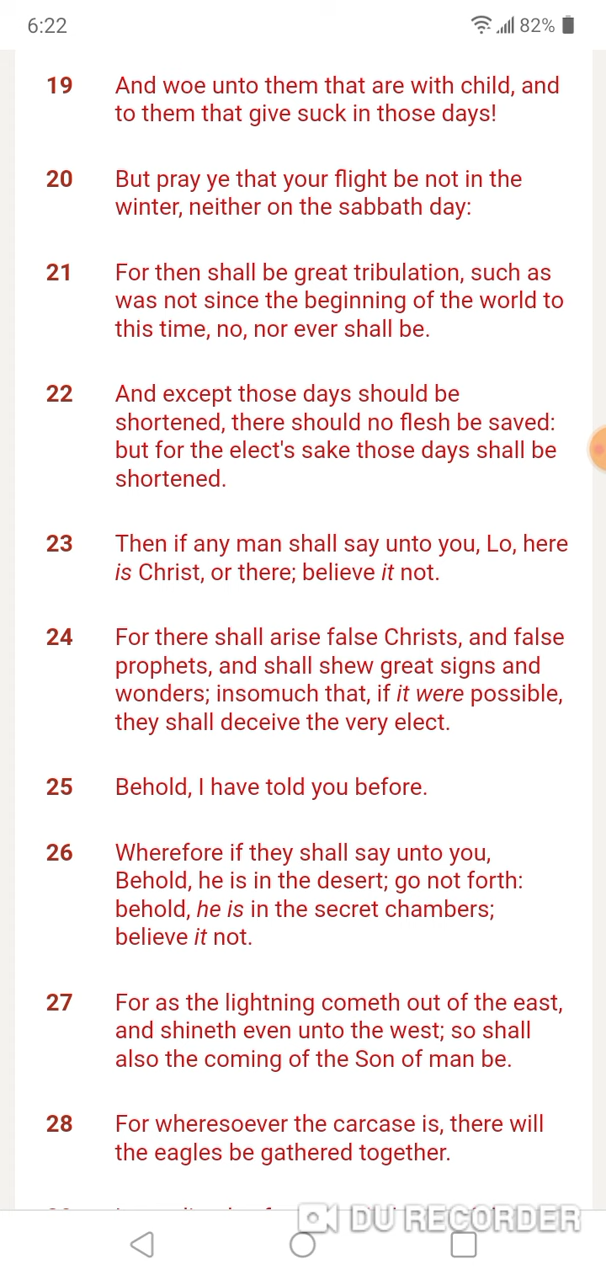 6:22 82%
19 And woe unto them that are with child, and
to them that give suck in those days!
20 But pray ye that your flight be not in the
winter, neither on the sabbath day:
21 For then shall be great tribulation, such as
was not since the beginning of the world to
this time, no, nor ever shall be.
22 And except those days should be
shortened, there should no flesh be saved:
but for the elect's sake those days shall be
shortened.
23 Then if any man shall say unto you, Lo, here
is Christ, or there; believe it not.
24 For there shall arise false Christs, and false
prophets, and shall shew great signs and
wonders; insomuch that, if it were possible,
they shall deceive the very elect.
25 Behold, I have told you before.
26 Wherefore if they shall say unto you,
Behold, he is in the desert; go not forth:
behold, he is in the secret chambers;
believe it not.
27 For as the lightning cometh out of the east,
and shineth even unto the west; so shall
also the coming of the Son of man be.
28 For wheresoever the carcase is, there will
the eagles be gathered together.
DU RECORDER